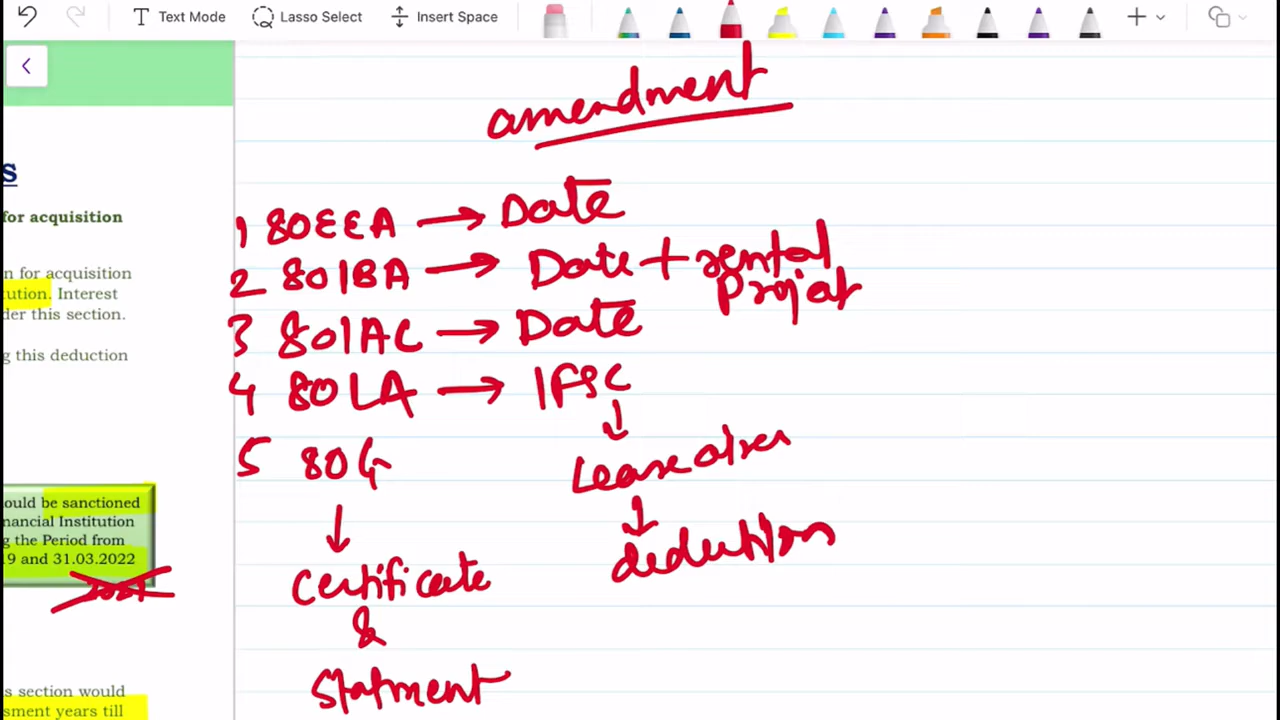 Text Mode
Lasso Select
Insert Space
amendment
s
for acquisition
n for acquisition
tution. Interest
der this section.
g this deduction
1 80EEA → Date
2 80IBA → Date + rental
Projat
3 80IAC → Date
4 80LA → IFSC
↓
Lease
↓
deduction
5 80G
↓
Certificate
&
Statment
ould be sanctioned
nancial Institution
g the Period from
19 and 31.03.2022
s section would
sment years till